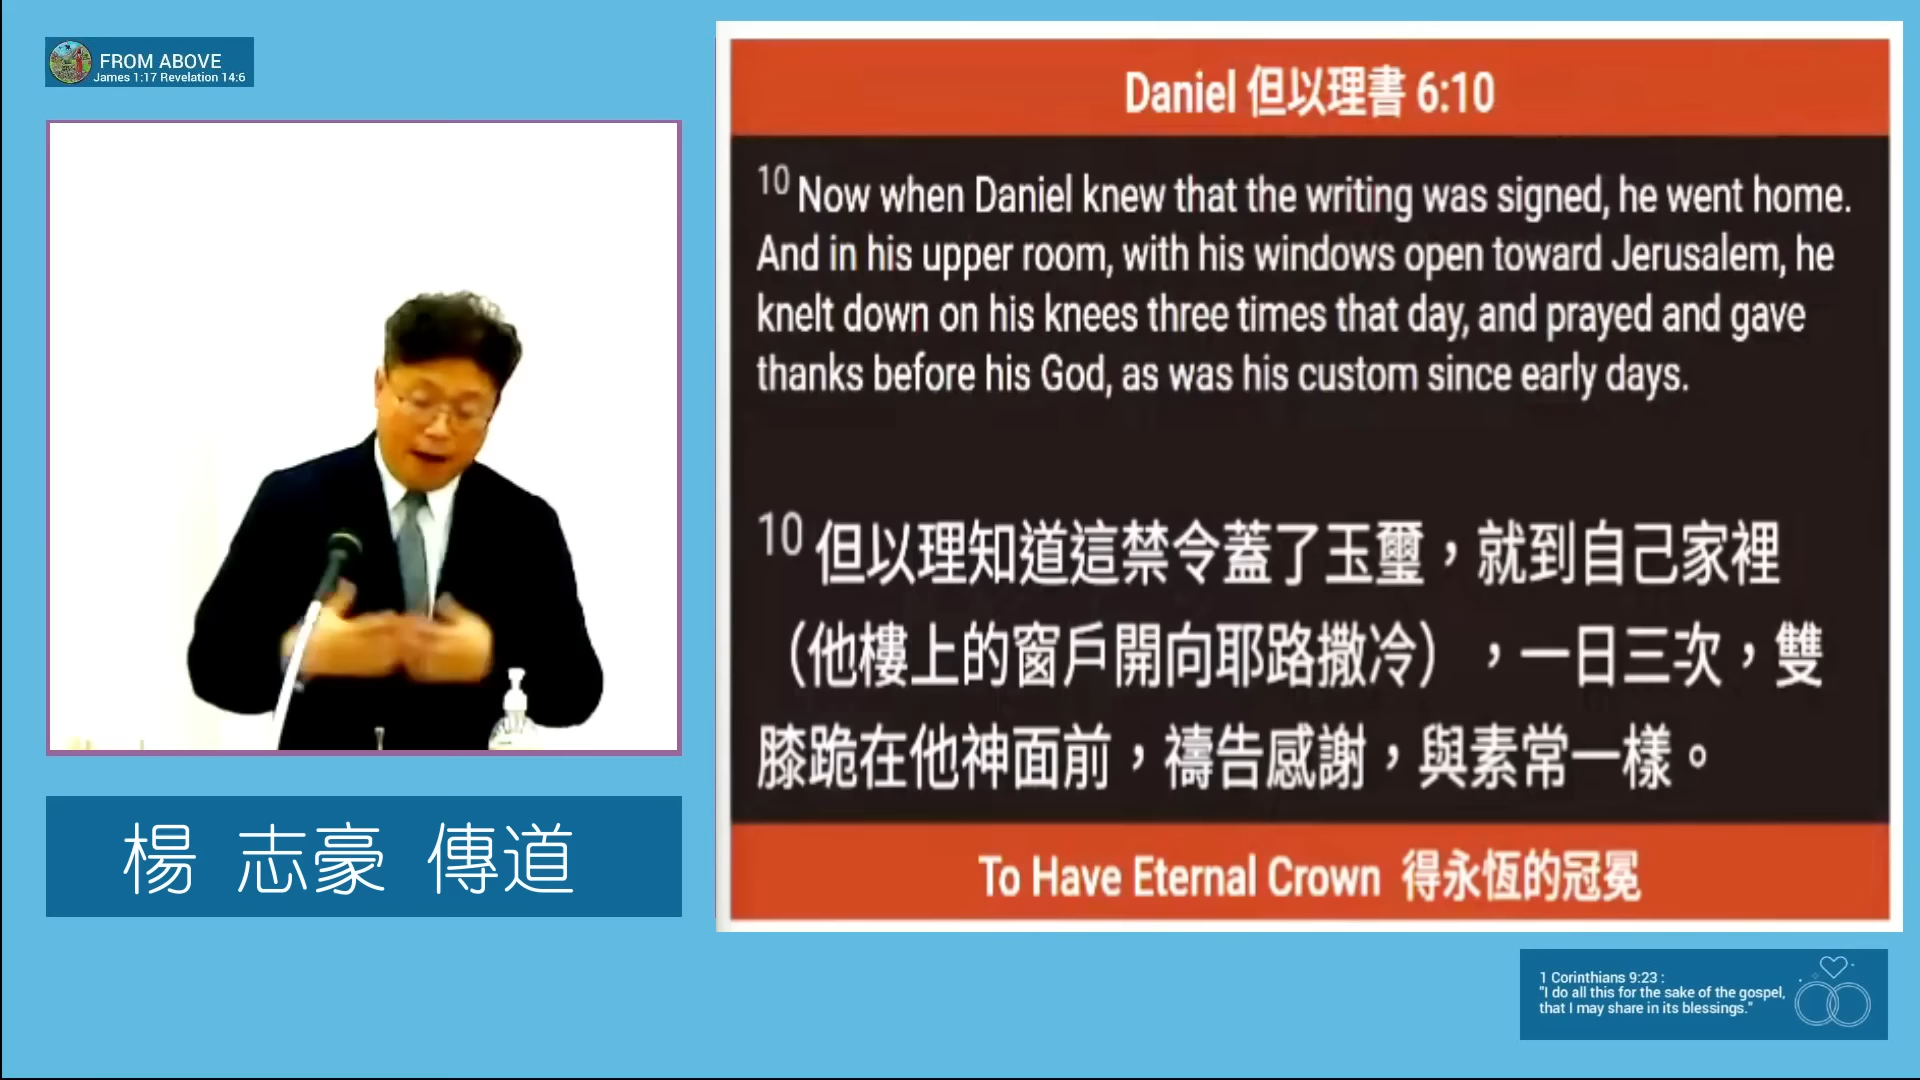 FROM ABOVE
James 1:17 Revelation 14:6
Daniel 但以理書 6:10
10 Now when Daniel knew that the writing was signed, he went home.
And in his upper room, with his windows open toward Jerusalem, he
knelt down on his knees three times that day, and prayed and gave
thanks before his God, as was his custom since early days.
10 但以理知道這禁令蓋了玉璽，就到自己家裡
（他樓上的窗戶開向耶路撒冷），一日三次，雙
膝跪在他神面前，禱告感謝，與素常一樣。
To Have Eternal Crown 得永恆的冠冕
楊 志豪 傳道
1 Corinthians 9:23 :
"I do all this for the sake of the gospel,
that I may share in its blessings."